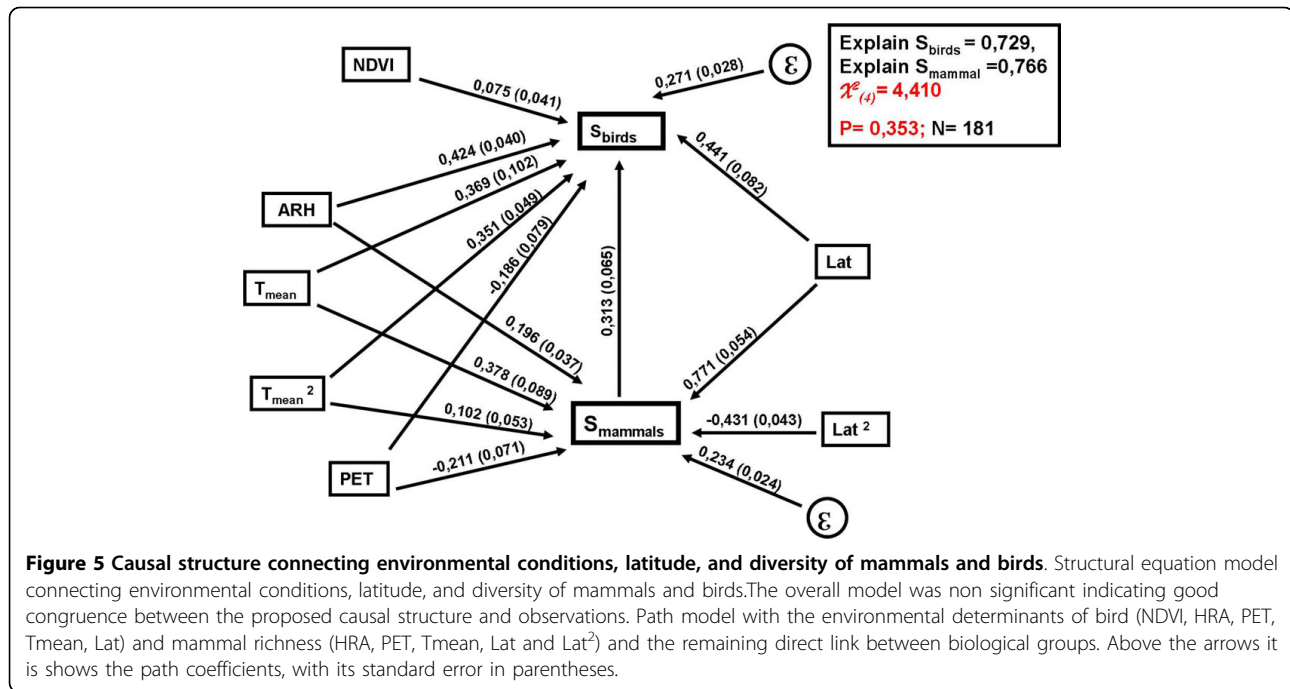 Explain S_birds = 0,729,
Explain S_mammal =0,766
χ²(4) = 4,410
P= 0,353; N= 181
NDVI
ε
0,271 (0,028)
0,075 (0,041)
S_birds
0,424 (0,040)
0,441 (0,082)
0,369 (0,102)
ARH
0,351 (0,049)
-0,186 (0,079)
Lat
T_mean
0,313 (0,065)
0,196 (0,037)
0,771 (0,054)
0,378 (0,089)
T_mean ²
0,102 (0,053)
S_mammals
-0,431 (0,043)
Lat ²
PET
-0,211 (0,071)
0,234 (0,024)
ε
Figure 5 Causal structure connecting environmental conditions, latitude, and diversity of mammals and birds. Structural equation model
connecting environmental conditions, latitude, and diversity of mammals and birds.The overall model was non significant indicating good
congruence between the proposed causal structure and observations. Path model with the environmental determinants of bird (NDVI, HRA, PET,
Tmean, Lat) and mammal richness (HRA, PET, Tmean, Lat and Lat²) and the remaining direct link between biological groups. Above the arrows it
is shows the path coefficients, with its standard error in parentheses.